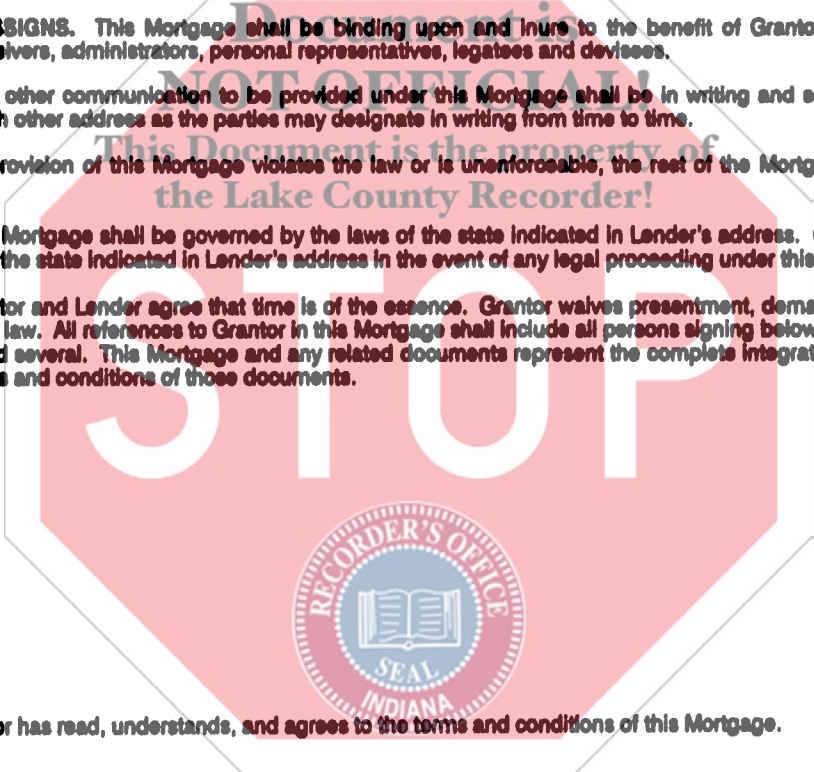 Document is
SSIGNS. This Mortgage shall be binding upon and inure to the benefit of Granto
ivers, administrators, personal representatives, legatees and devisees.
NOT OFFICIAL!
other communication to be provided under this Mortgage shall be in writing and s
h other address as the parties may designate in writing from time to time.
This Document is the property of
rovision of this Mortgage violates the law or is unenforceable, the rest of the Mortg
the Lake County Recorder!
Mortgage shall be governed by the laws of the state indicated in Lender's address.
the state indicated in Lender's address in the event of any legal proceeding under this
tor and Lender agree that time is of the essence. Grantor waives presentment, dema
law. All references to Grantor in this Mortgage shall include all persons signing below
d several. This Mortgage and any related documents represent the complete integrat
s and conditions of those documents.
STOP
RECORDER'S OFFICE
SEAL
INDIANA
r has read, understands, and agrees to the terms and conditions of this Mortgage.